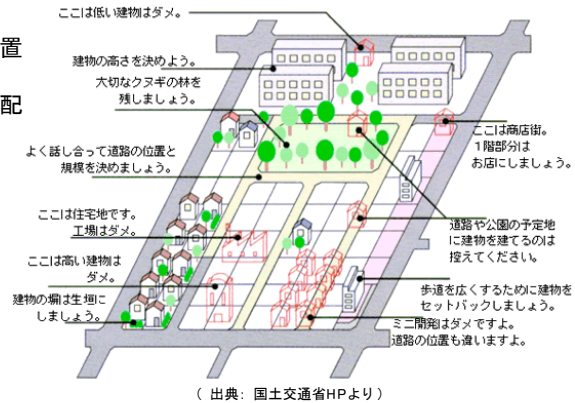 ここは低い建物はダメ。
置
建物の高さを決めよう。
大切なクヌギの林を
残しましょう。
配
ここは商店街。
1階部分は
お店にしましょう。
よく話し合って道路の位置と
規模を決めましょう。
ここは住宅地です。
工場はダメ。
道路や公園の予定地
に建物を建てるのは
控えてください。
ここは高い建物は
ダメ。
建物の塀は生垣に
しましょう。
歩道を広くするために建物を
セットバックしましょう。
ミニ開発はダメですよ。
道路の位置も違いますよ。
( 出典: 国土交通省HPより )